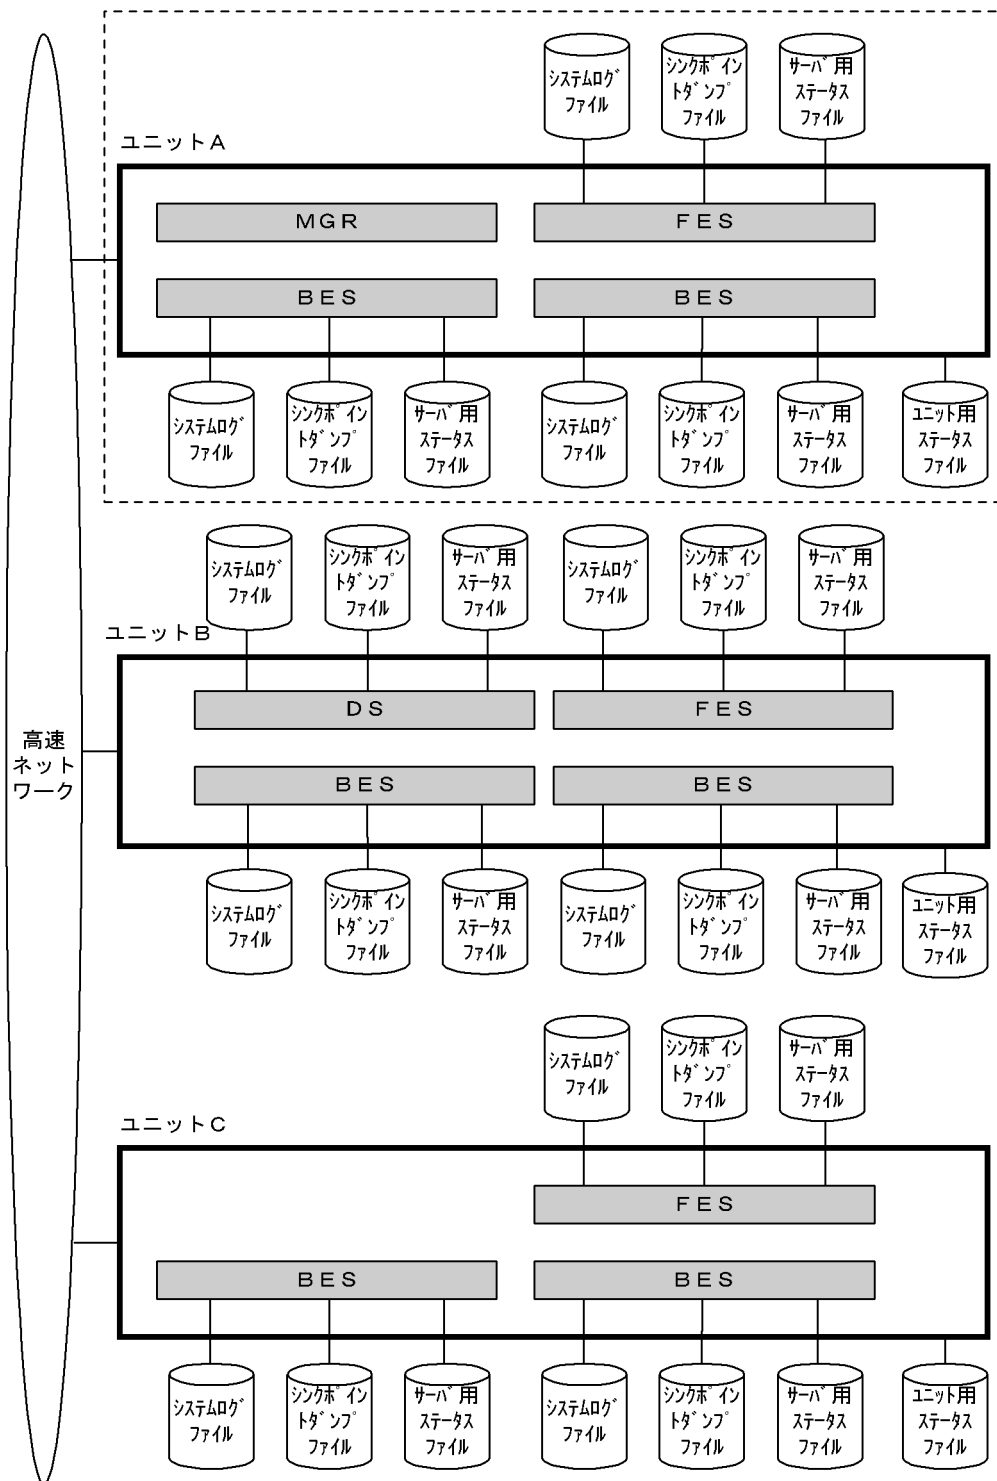 システムログ
ファイル
シンクポイン
トダンプ
ファイル
サーバ用
ステータス
ファイル
ユニットA
MGR
FES
BES
BES
システムログ
ファイル
シンクポイン
トダンプ
ファイル
サーバ用
ステータス
ファイル
システムログ
ファイル
シンクポイン
トダンプ
ファイル
サーバ用
ステータス
ファイル
ユニット用
ステータス
ファイル
システムログ
ファイル
シンクポイン
トダンプ
ファイル
サーバ用
ステータス
ファイル
システムログ
ファイル
シンクポイン
トダンプ
ファイル
サーバ用
ステータス
ファイル
ユニットB
DS
FES
高速
ネット
ワーク
BES
BES
システムログ
ファイル
シンクポイン
トダンプ
ファイル
サーバ用
ステータス
ファイル
システムログ
ファイル
シンクポイン
トダンプ
ファイル
サーバ用
ステータス
ファイル
ユニット用
ステータス
ファイル
システムログ
ファイル
シンクポイン
トダンプ
ファイル
サーバ用
ステータス
ファイル
ユニットC
FES
BES
BES
システムログ
ファイル
シンクポイン
トダンプ
ファイル
サーバ用
ステータス
ファイル
システムログ
ファイル
シンクポイン
トダンプ
ファイル
サーバ用
ステータス
ファイル
ユニット用
ステータス
ファイル